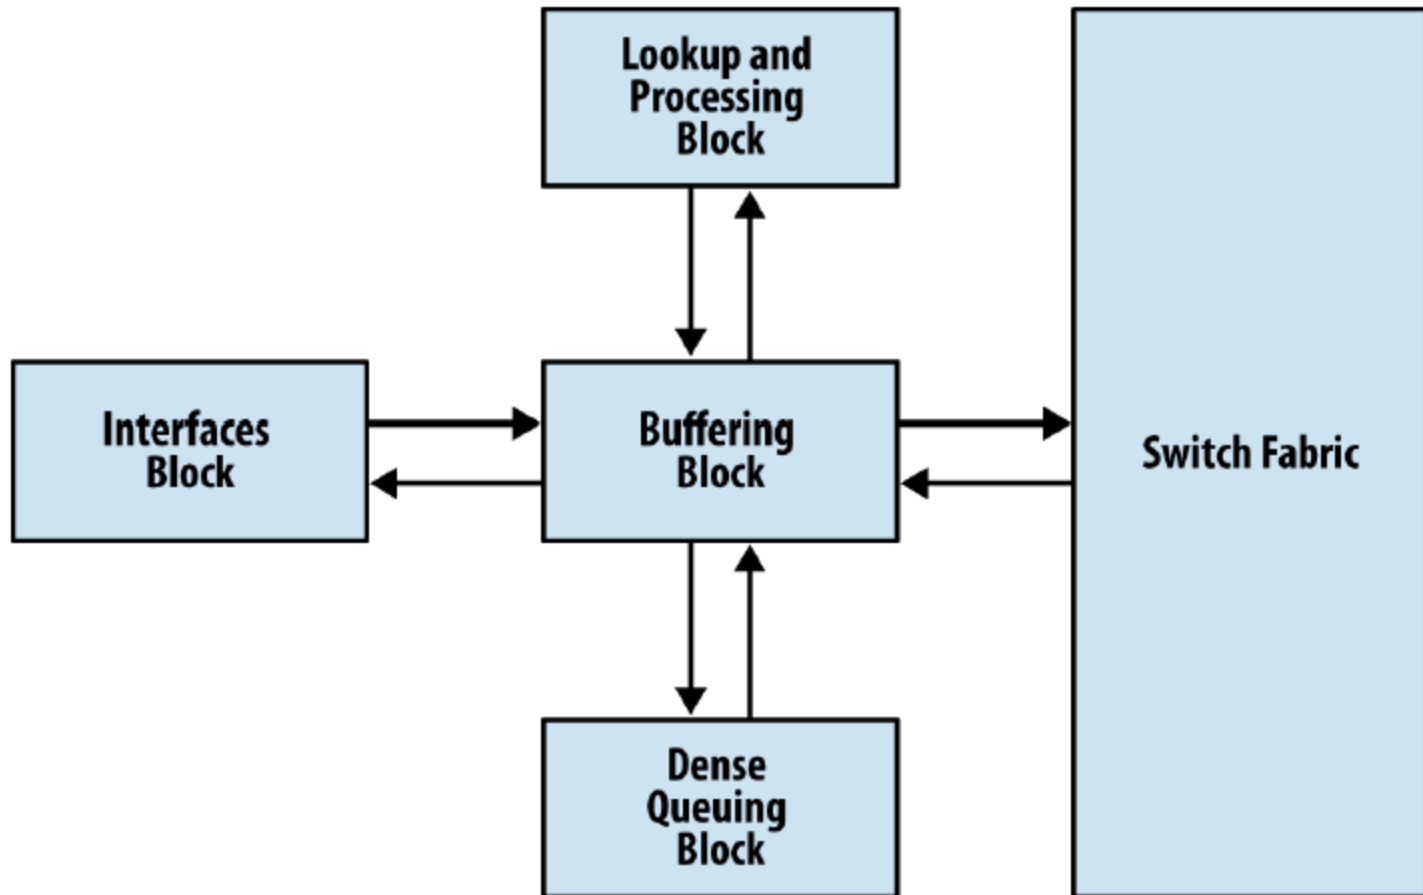 Lookup and
Processing
Block
Interfaces
Block
Buffering
Block
Switch Fabric
Dense
Queuing
Block